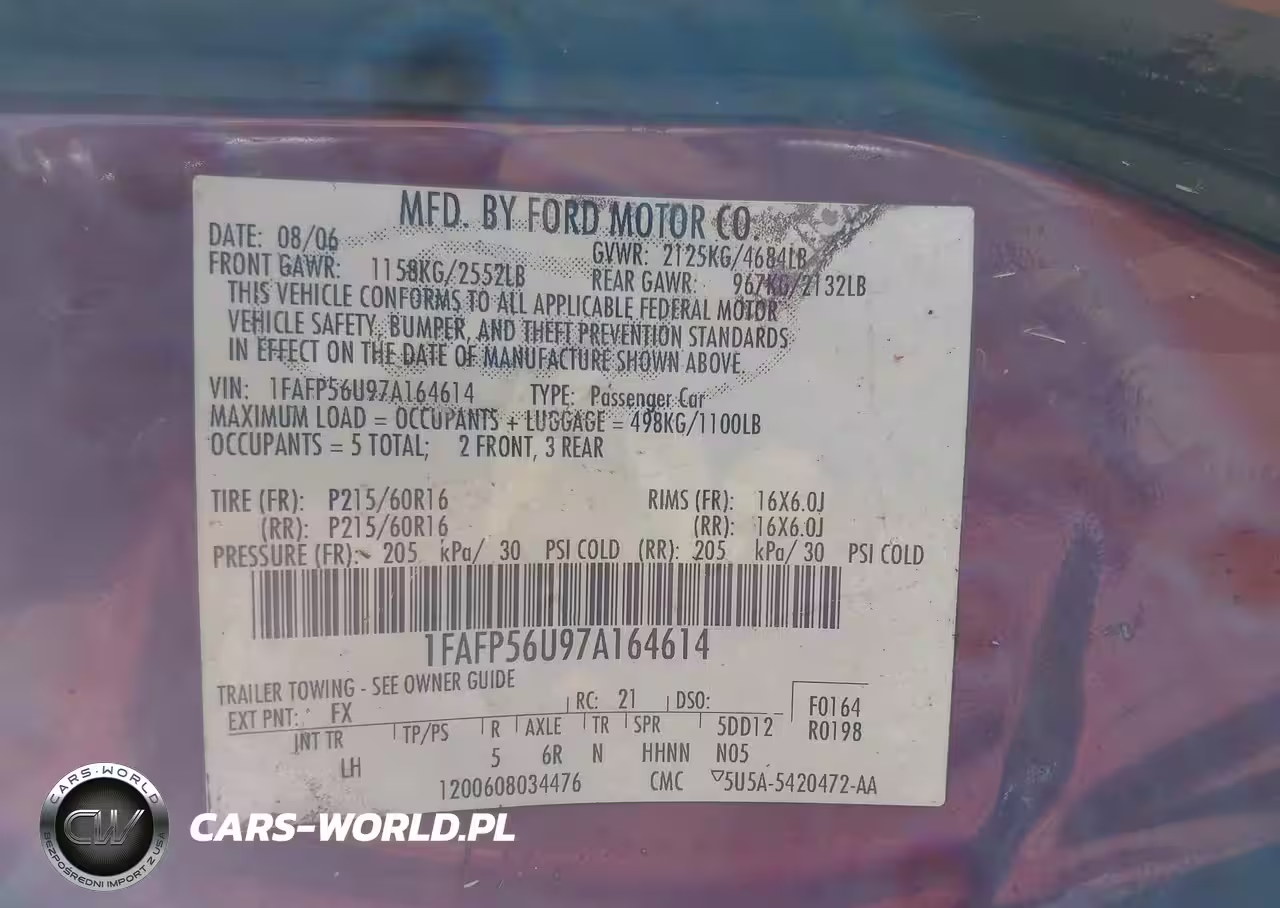 MFD. BY FORD MOTOR CO.
DATE: 08/06 GVWR: 2125KG/4684LB
FRONT GAWR: 1158KG/2552LB REAR GAWR: 967KG/2132LB
THIS VEHICLE CONFORMS TO ALL APPLICABLE FEDERAL MOTOR
VEHICLE SAFETY, BUMPER, AND THEFT PREVENTION STANDARDS
IN EFFECT ON THE DATE OF MANUFACTURE SHOWN ABOVE.
VIN: 1FAFP56U97A164614 TYPE: Passenger Car
MAXIMUM LOAD = OCCUPANTS + LUGGAGE = 498KG/1100LB
OCCUPANTS = 5 TOTAL; 2 FRONT, 3 REAR
TIRE (FR): P215/60R16 RIMS (FR): 16X6.0J
(RR): P215/60R16 (RR): 16X6.0J
PRESSURE (FR): 205 kPa/ 30 PSI COLD (RR): 205 kPa/ 30 PSI COLD
1FAFP56U97A164614
TRAILER TOWING - SEE OWNER GUIDE
EXT PNT: FX RC: 21 DSO: F0164
INT TR TP/PS R AXLE TR SPR 5DD12 R0198
LH 5 6R N HHNN N05
1200608034476 CMC ▽5U5A-5420472-AA
CARS-WORLD
CW
BEZPOŚREDNI IMPORT Z USA
CARS-WORLD.PL